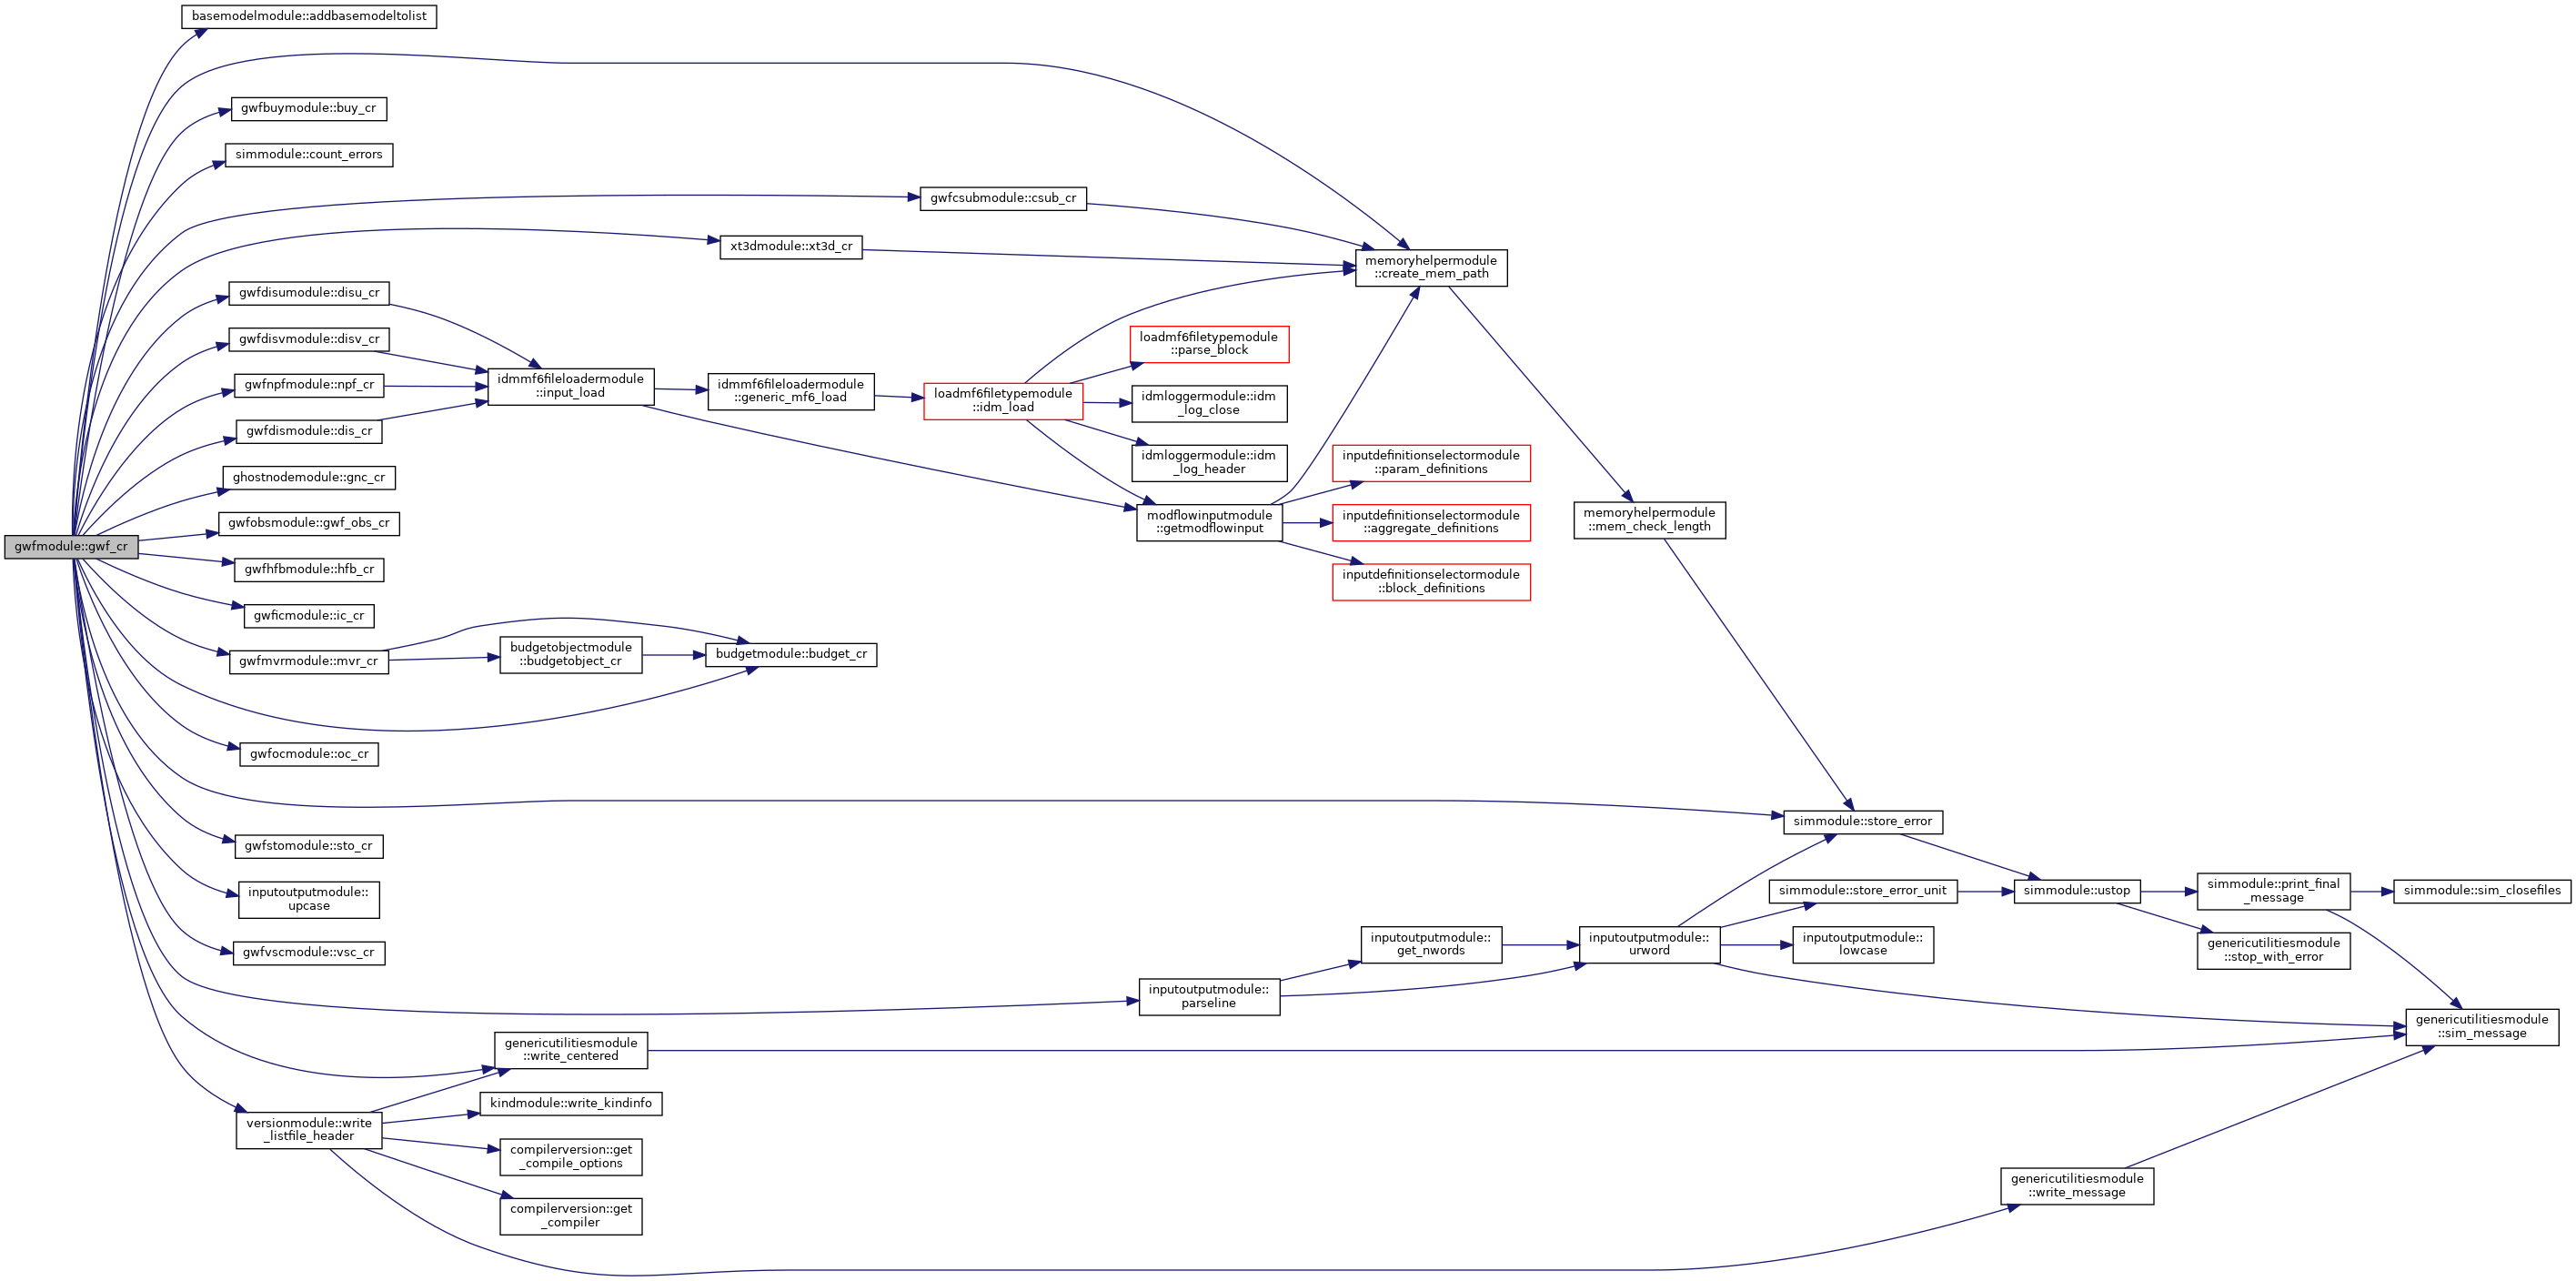 basemodelmodule::addbasemodeltolist
gwfbuymodule::buy_cr
simmodule::count_errors
gwfcsubmodule::csub_cr
xt3dmodule::xt3d_cr
memoryhelpermodule
::create_mem_path
gwfdisumodule::disu_cr
gwfdisvmodule::disv_cr
gwfnpfmodule::npf_cr
gwfdismodule::dis_cr
idmmf6fileloadermodule
::input_load
idmmf6fileloadermodule
::generic_mf6_load
loadmf6filetypemodule
::idm_load
loadmf6filetypemodule
::parse_block
idmloggermodule::idm
_log_close
idmloggermodule::idm
_log_header
modflowinputmodule
::getmodflowinput
inputdefinitionselectormodule
::param_definitions
inputdefinitionselectormodule
::aggregate_definitions
inputdefinitionselectormodule
::block_definitions
memoryhelpermodule
::mem_check_length
ghostnodemodule::gnc_cr
gwfobsmodule::gwf_obs_cr
gwfmodule::gwf_cr
gwfhfbmodule::hfb_cr
gwficmodule::ic_cr
gwfmvrmodule::mvr_cr
budgetobjectmodule
::budgetobject_cr
budgetmodule::budget_cr
gwfocmodule::oc_cr
simmodule::store_error
gwfstomodule::sto_cr
inputoutputmodule::
upcase
gwfvscmodule::vsc_cr
simmodule::store_error_unit
simmodule::ustop
simmodule::print_final
_message
simmodule::sim_closefiles
inputoutputmodule::
parseline
inputoutputmodule::
get_nwords
inputoutputmodule::
urword
inputoutputmodule::
lowcase
genericutilitiesmodule
::stop_with_error
genericutilitiesmodule
::sim_message
genericutilitiesmodule
::write_centered
kindmodule::write_kindinfo
versionmodule::write
_listfile_header
compilerversion::get
_compile_options
compilerversion::get
_compiler
genericutilitiesmodule
::write_message